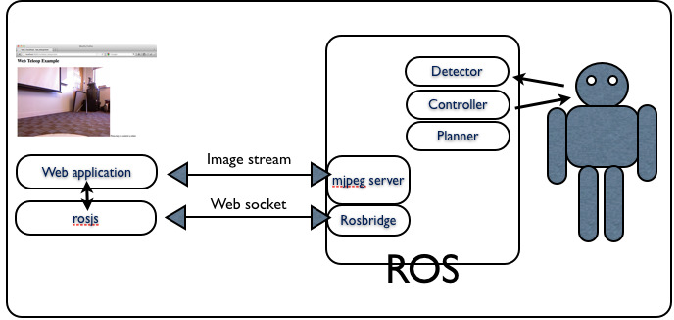 Web Teleop Example
Web application
rosjs
Image stream
Web socket
Detector
Controller
Planner
mjpeg server
Rosbridge
ROS